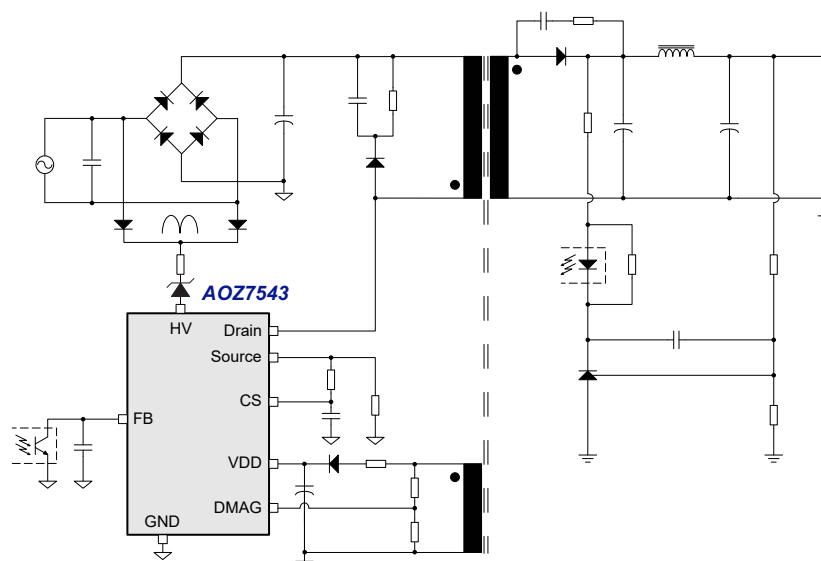 AOZ7543
HV
Drain
Source
CS
FB
VDD
DMAG
GND